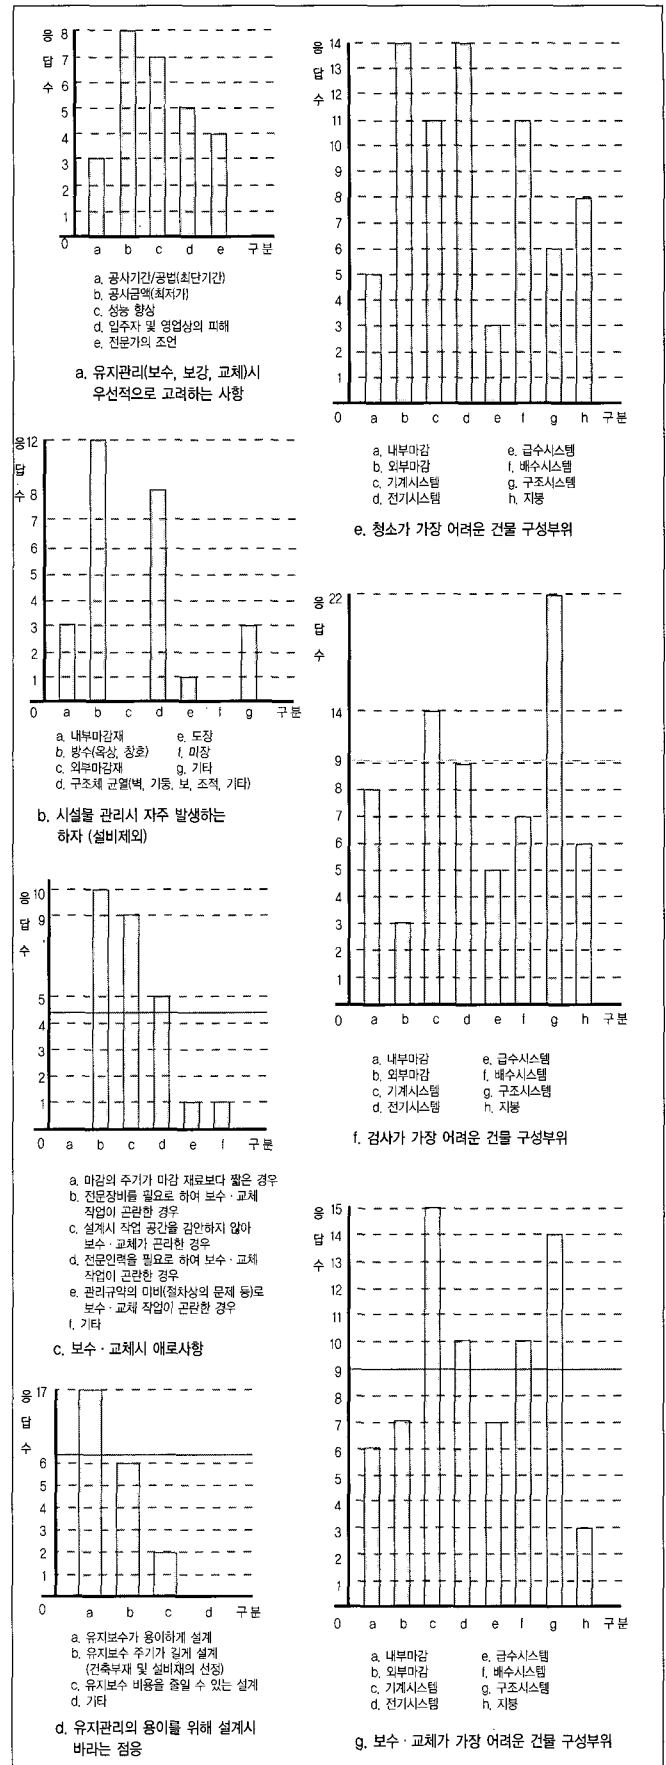 응
답
수
8
7
6
5
4
3
2
1
0 a b c d e 구분
a. 공사기간/공법(최단기간)
b. 공사금액(최저가)
c. 성능 향상
d. 입주자 및 영업상의 피해
e. 전문가의 조언
a. 유지관리(보수, 보강, 교체)시
우선적으로 고려하는 사항
응
답
수
12
8
7
6
5
4
3
2
1
0 a b c d e f g 구분
a. 내부마감재 e. 도장
b. 방수(옥상, 창호) f. 미장
c. 외부마감재 g. 기타
d. 구조체 균열(벽, 기둥, 보, 조적, 기타)
b. 시설물 관리시 자주 발생하는
하자 (설비제외)
응
답
수
10
9
5
4
3
2
1
0 a b c d e f 구분
a. 마감의 주기가 마감 재료보다 짧은 경우
b. 전문장비를 필요로 하여 보수 · 교체
작업이 곤란한 경우
c. 설계시 작업 공간을 감안하지 않아
보수 · 교체가 곤란한 경우
d. 전문인력을 필요로 하여 보수 · 교체
작업이 곤란한 경우
e. 관리규약의 미비(절차상의 문제 등)로
보수 · 교체 작업이 곤란한 경우
f. 기타
c. 보수 · 교체시 애로사항
응
답
수
17
6
5
4
3
2
1
0 a b c d 구분
a. 유지보수가 용이하게 설계
b. 유지보수 주기가 길게 설계
(건축부재 및 설비재의 선정)
c. 유지보수 비용을 줄일 수 있는 설계
d. 기타
d. 유지관리의 용이를 위해 설계시
바라는 점응
응
답
수
14
13
12
11
10
9
8
7
6
5
4
3
2
1
0 a b c d e f g h 구분
a. 내부마감 e. 급수시스템
b. 외부마감 f. 배수시스템
c. 기계시스템 g. 구조시스템
d. 전기시스템 h. 지붕
e. 청소가 가장 어려운 건물 구성부위
응
답
수
22
14
9
8
7
6
5
4
3
2
1
0 a b c d e f g h 구분
a. 내부마감 e. 급수시스템
b. 외부마감 f. 배수시스템
c. 기계시스템 g. 구조시스템
d. 전기시스템 h. 지붕
f. 검사가 가장 어려운 건물 구성부위
응
답
수
15
14
13
12
11
10
9
8
7
6
5
4
3
2
1
0 a b c d e f g h 구분
a. 내부마감 e. 급수시스템
b. 외부마감 f. 배수시스템
c. 기계시스템 g. 구조시스템
d. 전기시스템 h. 지붕
g. 보수 · 교체가 가장 어려운 건물 구성부위